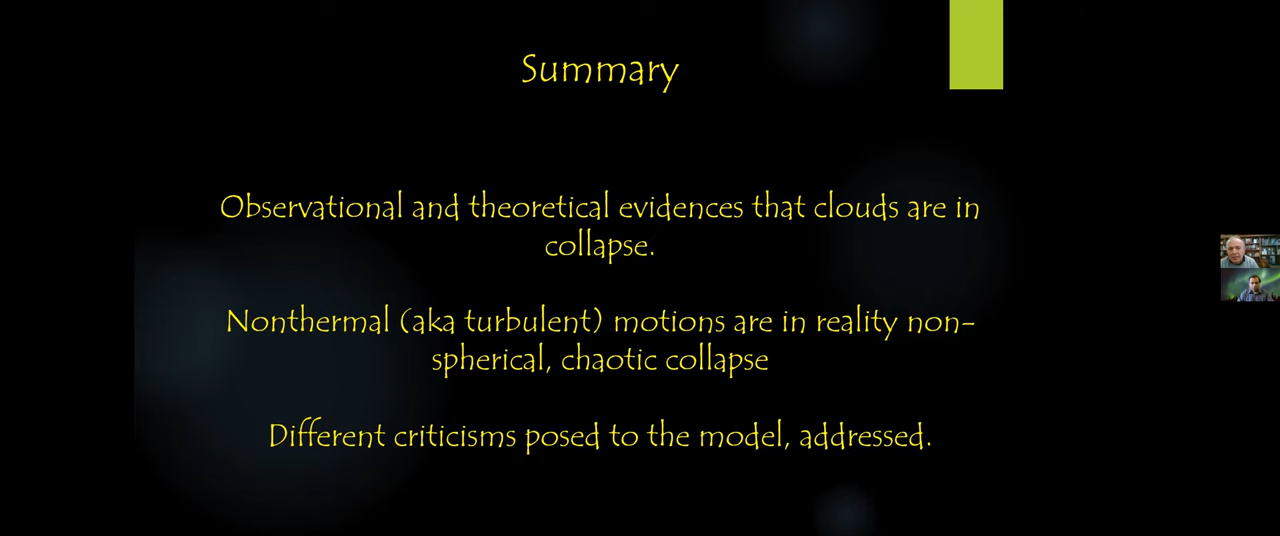 Summary
Observational and theoretical evidences that clouds are in
collapse.
Nonthermal (aka turbulent) motions are in reality non-
spherical, chaotic collapse
Different criticisms posed to the model, addressed.